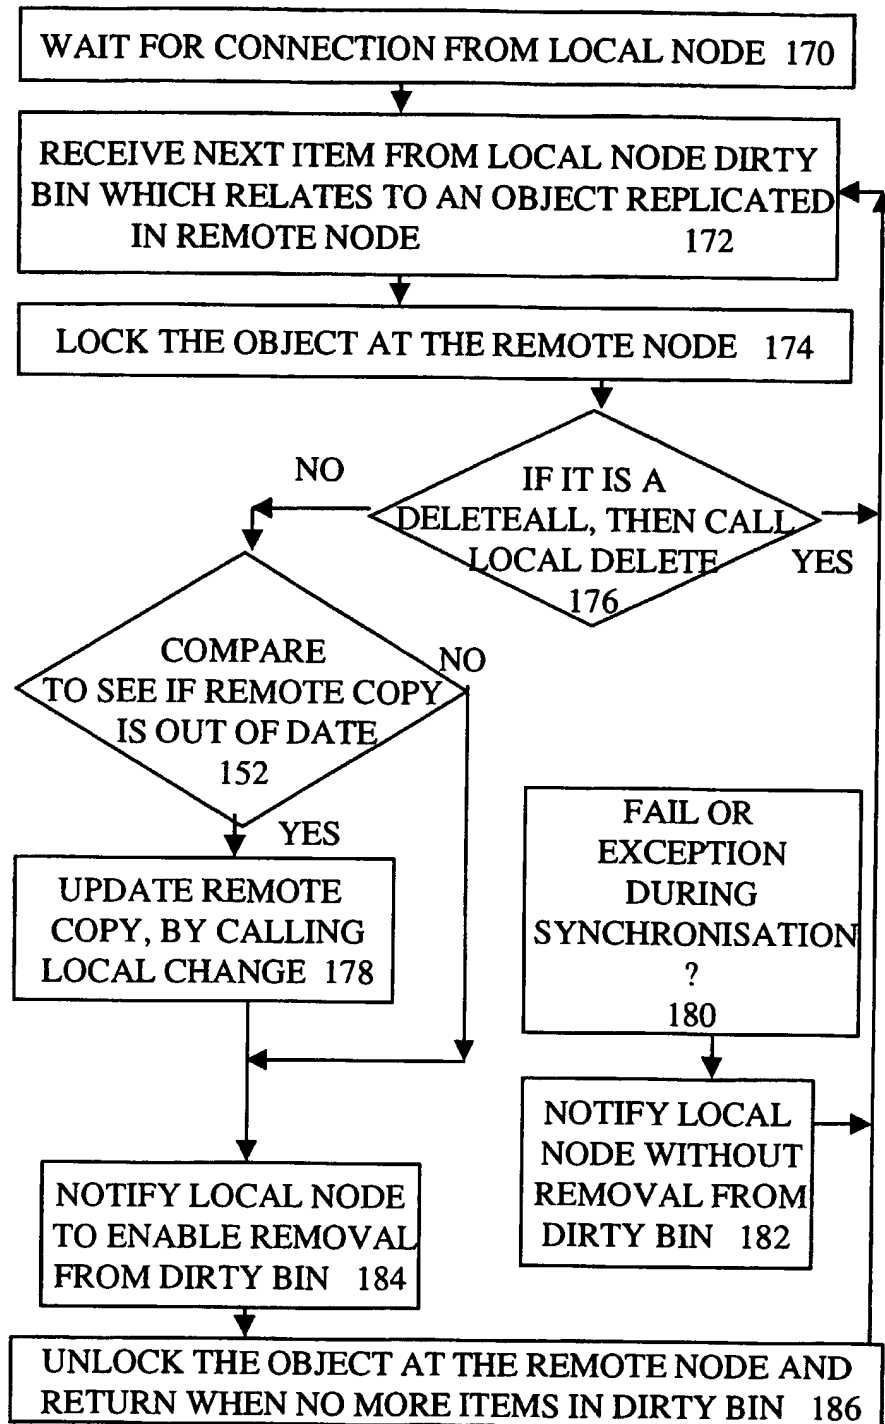 WAIT FOR CONNECTION FROM LOCAL NODE 170
RECEIVE NEXT ITEM FROM LOCAL NODE DIRTY
BIN WHICH RELATES TO AN OBJECT REPLICATED
IN REMOTE NODE 172
LOCK THE OBJECT AT THE REMOTE NODE 174
NO
IF IT IS A
DELETEALL, THEN CALL
LOCAL DELETE
176
YES
COMPARE
TO SEE IF REMOTE COPY
IS OUT OF DATE
152
NO
YES
UPDATE REMOTE
COPY, BY CALLING
LOCAL CHANGE 178
FAIL OR
EXCEPTION
DURING
SYNCHRONISATION
?
180
NOTIFY LOCAL
NODE WITHOUT
REMOVAL FROM
DIRTY BIN 182
NOTIFY LOCAL NODE
TO ENABLE REMOVAL
FROM DIRTY BIN 184
UNLOCK THE OBJECT AT THE REMOTE NODE AND
RETURN WHEN NO MORE ITEMS IN DIRTY BIN 186